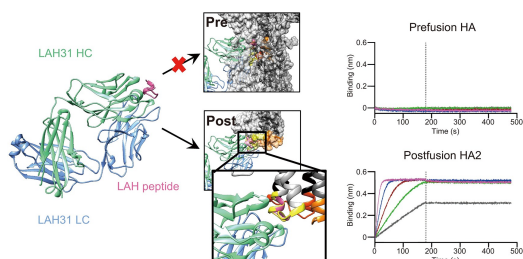 LAH31 HC
LAH peptide
LAH31 LC
Pre
Post
Prefusion HA
Binding (nm)
0.6
0.4
0.2
0.0
0
100
200
300
400
500
Time (s)
Postfusion HA2
Binding (nm)
0.6
0.4
0.2
0.0
0
100
200
300
400
500